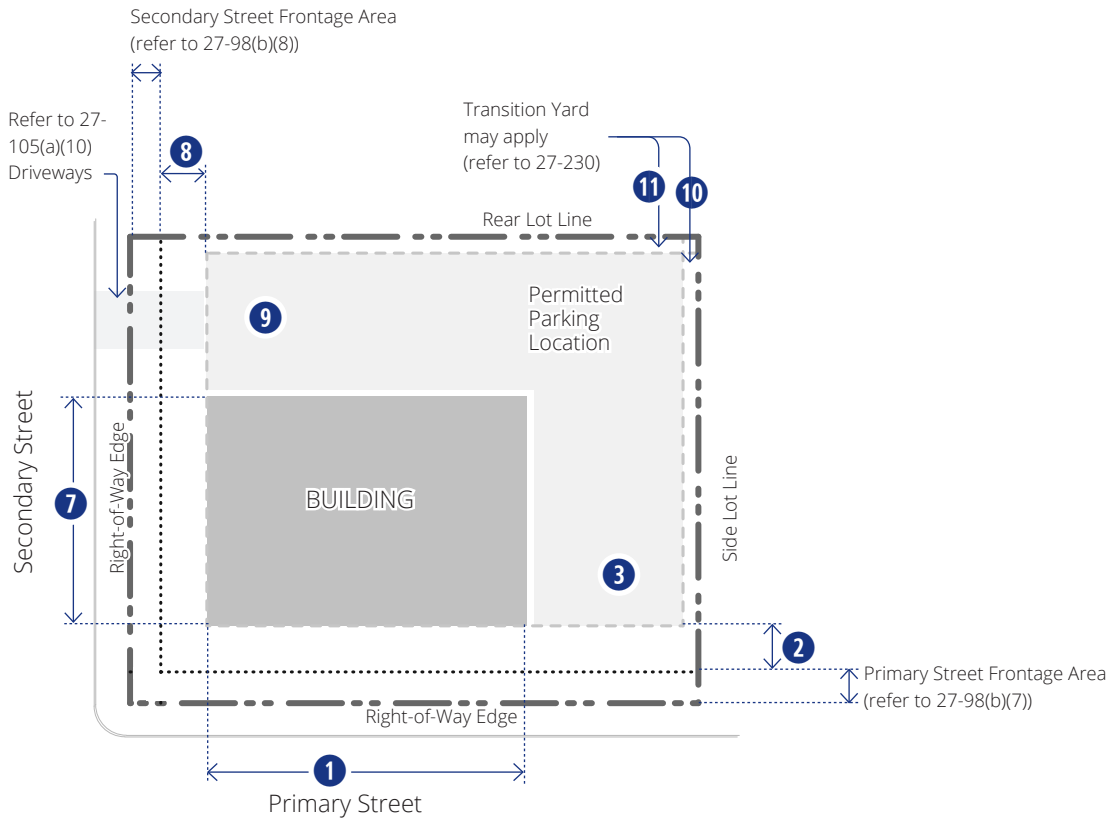 Secondary Street Frontage Area
(refer to 27-98(b)(8))
Refer to 27-
105(a)(10)
Driveways
8
Transition Yard
may apply
(refer to 27-230)
11
10
Rear Lot Line
Permitted
Parking
Location
9
Secondary Street
7
Right-of-Way Edge
BUILDING
Side Lot Line
3
2
Primary Street Frontage Area
(refer to 27-98(b)(7))
Right-of-Way Edge
1
Primary Street